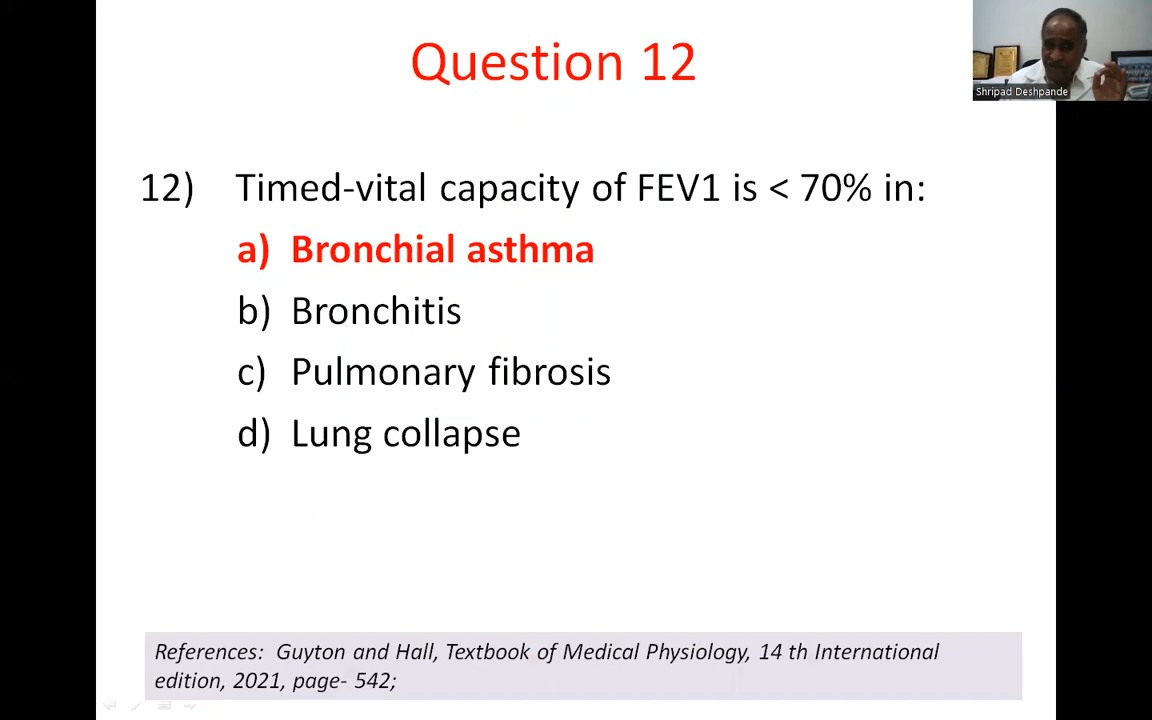 Question 12
Shripad Deshpande
12) Timed-vital capacity of FEV1 is < 70% in:
a) Bronchial asthma
b) Bronchitis
c) Pulmonary fibrosis
d) Lung collapse
References: Guyton and Hall, Textbook of Medical Physiology, 14 th International
edition, 2021, page- 542;